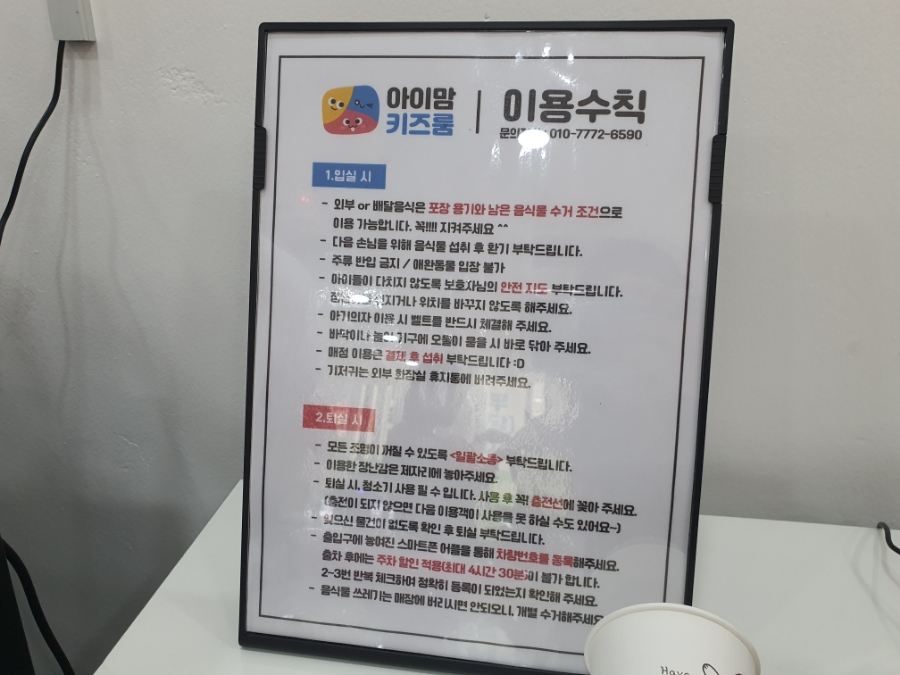 아이맘
키즈룸
이용수칙
010-7772-6590
1.입실 시
- 외부 or 배달음식은 포장 용기와 남은 음식물 수거 조건으로
이용 가능합니다. 꼭!!!! 지켜주세요 ^^
- 다음 손님을 위해 음식물 섭취 후 환기 부탁드립니다.
- 주류 반입 금지 / 애완동물 입장 불가
- 아이들이 다치지 않도록 보호자님의 안전 지도 부탁드립니다.
위치를 바꾸지 않도록 해주세요.
- 아기의자 이용 시 벨트를 반드시 체결해 주세요.
- 바닥이나 기구에 오물이 묻을 시 바로 닦아 주세요.
- 매점 이용은 결제 후 섭취 부탁드립니다 :D
- 기저귀는 외부 화장실 휴지통에 버려주세요.
2.퇴실 시
- 모든 조명이 꺼질 수 있도록 <일괄소등> 부탁드립니다.
- 이용한 장난감은 제자리에 놓아주세요.
- 퇴실 시, 청소기 사용 필 수 입니다. 사용 후 꼭! 충전선에 꽂아 주세요.
(충전이 되지 않으면 다음 이용객이 사용을 못 하실 수도 있어요~)
- 잊으신 물건이 없도록 확인 후 퇴실 부탁드립니다.
- 출입구에 놓여진 스마트폰 어플을 통해 차량번호를 등록해주세요.
출차 후에는 주차 할인 적용(최대 4시간 30분)이 불가 합니다.
2~3번 반복 체크하여 정확히 등록이 되었는지 확인해 주세요.
- 음식물 쓰레기는 매장에 버리시면 안되오니, 개별 수거해주세요
Have